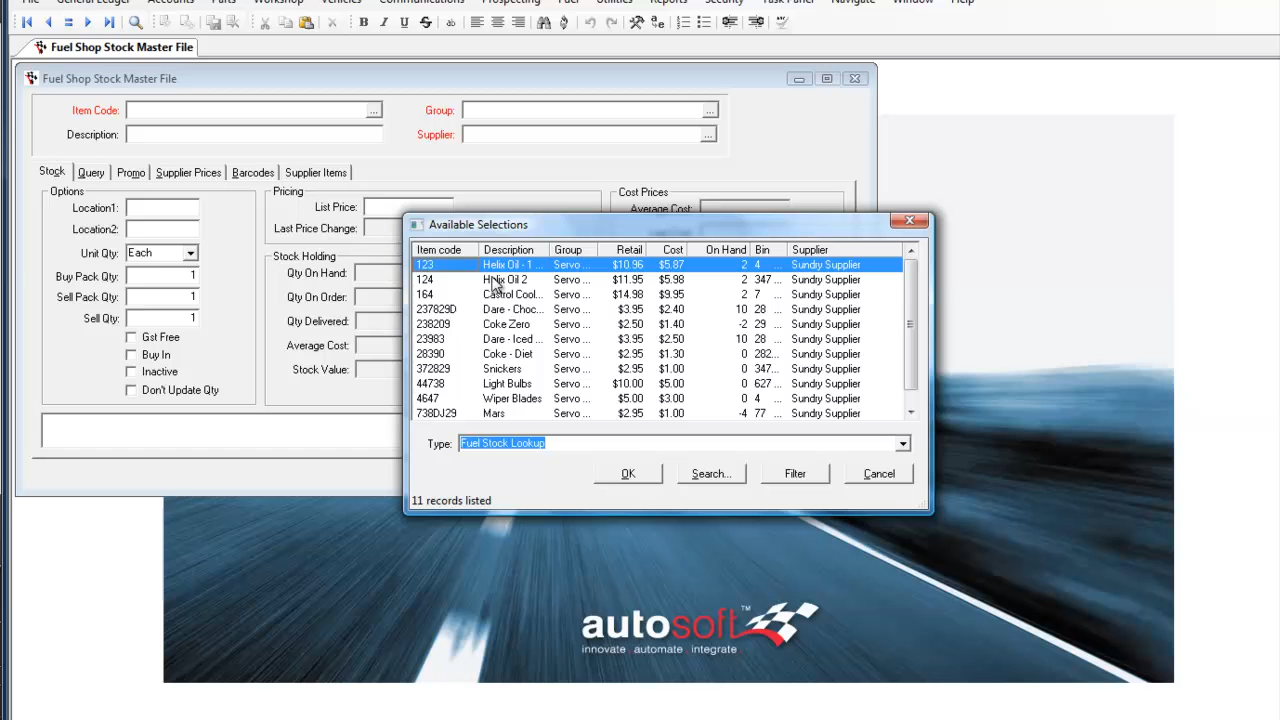 General Ledger Accounts Parts Workshop Vehicles Communications Prospecting Fuel Utilities Reports Security Task Panel Navigate Window Help
B I U S ab
Fuel Shop Stock Master File
Fuel Shop Stock Master File
Item Code: ... Group: ...
Description: Supplier: ...
Stock Query Promo Supplier Prices Barcodes Supplier Items
Options Pricing Cost Prices
Location1: List Price: Average Cost:
Location2: Last Price Change:
Unit Qty: Each Stock Holding
Buy Pack Qty: 1 Qty On Hand:
Sell Pack Qty: 1 Qty On Order:
Sell Qty: 1 Qty Delivered:
Gst Free Average Cost:
Buy In Stock Value:
Inactive
Don't Update Qty
Available Selections
Item code Description Group Retail Cost On Hand Bin Supplier
123 Helix Oil - 1 ... Servo ... $10.96 $5.87 2 4 ... Sundry Supplier
124 Helix Oil 2 Servo ... $11.95 $5.98 2 347 ... Sundry Supplier
164 Castrol Cool... Servo ... $14.98 $9.95 2 7 ... Sundry Supplier
237829D Dare - Choc... Servo ... $3.95 $2.40 10 28 ... Sundry Supplier
238209 Coke Zero Servo ... $2.50 $1.40 -2 29 ... Sundry Supplier
23983 Dare - Iced ... Servo ... $3.95 $2.50 10 28 ... Sundry Supplier
28390 Coke - Diet Servo ... $2.95 $1.30 0 282... Sundry Supplier
372829 Snickers Servo ... $2.95 $1.00 0 347... Sundry Supplier
44738 Light Bulbs Servo ... $10.00 $5.00 0 627... Sundry Supplier
4647 Wiper Blades Servo ... $5.00 $3.00 0 4 ... Sundry Supplier
738DJ29 Mars Servo ... $2.95 $1.00 -4 77 ... Sundry Supplier
Type: Fuel Stock Lookup
OK Search... Filter Cancel
11 records listed
autosoft™
innovate automate integrate